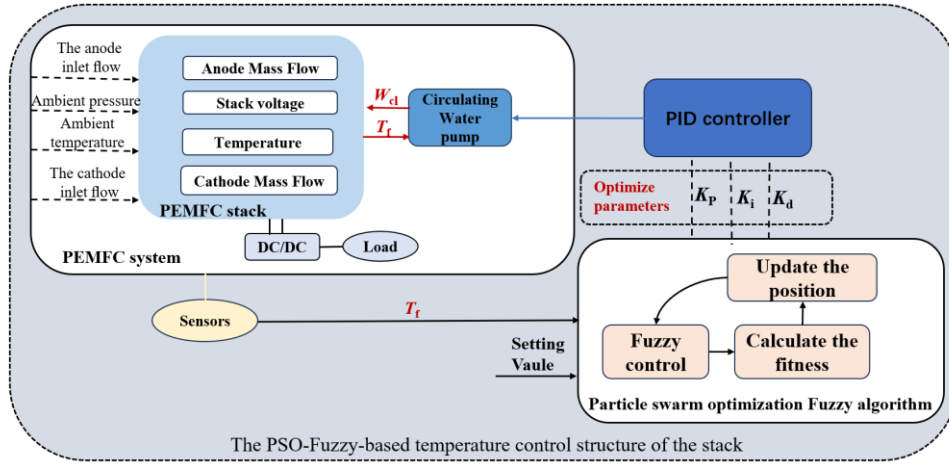 The anode
inlet flow
Ambient pressure
Ambient
temperature
The cathode
inlet flow
Anode Mass Flow
Stack voltage
Temperature
Cathode Mass Flow
PEMFC stack
W_cl
T_f
Circulating
Water
pump
DC/DC
Load
PEMFC system
PID controller
Optimize
parameters
K_P
K_i
K_d
Sensors
T_f
Setting
Vaule
Update the
position
Fuzzy
control
Calculate the
fitness
Particle swarm optimization Fuzzy algorithm
The PSO-Fuzzy-based temperature control structure of the stack